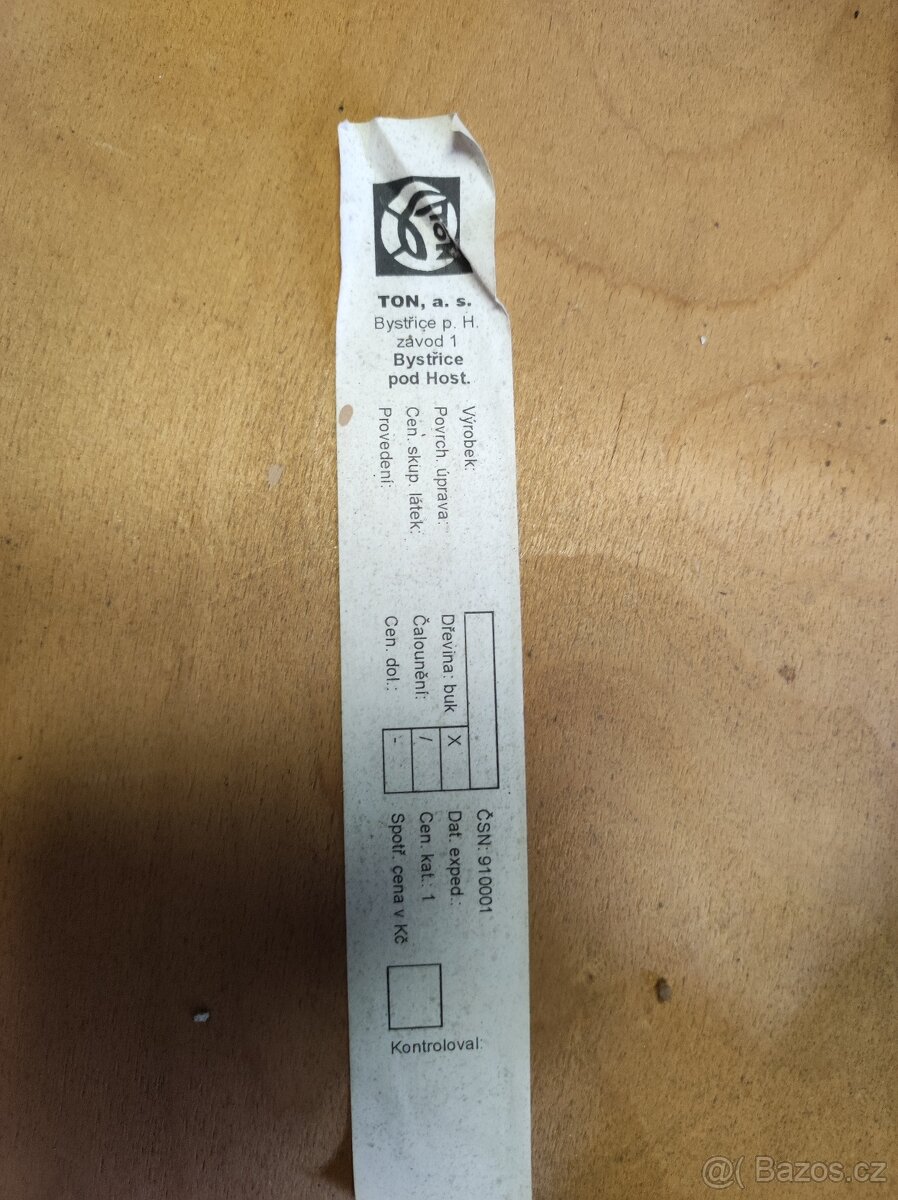 TON, a. s.
Bystřice p. H.
závod 1
Bystřice
pod Host.
Výrobek:
Povrch. úprava:
Cen. skup. látek:
Provedení:
Dřevina: buk X
Čalounění: /
Cen. dol.: -
ČSN: 910001
Dat. exped.:
Cen. kat.: 1
Spotř. cena v Kč
Kontroloval:
@( Bazos.cz